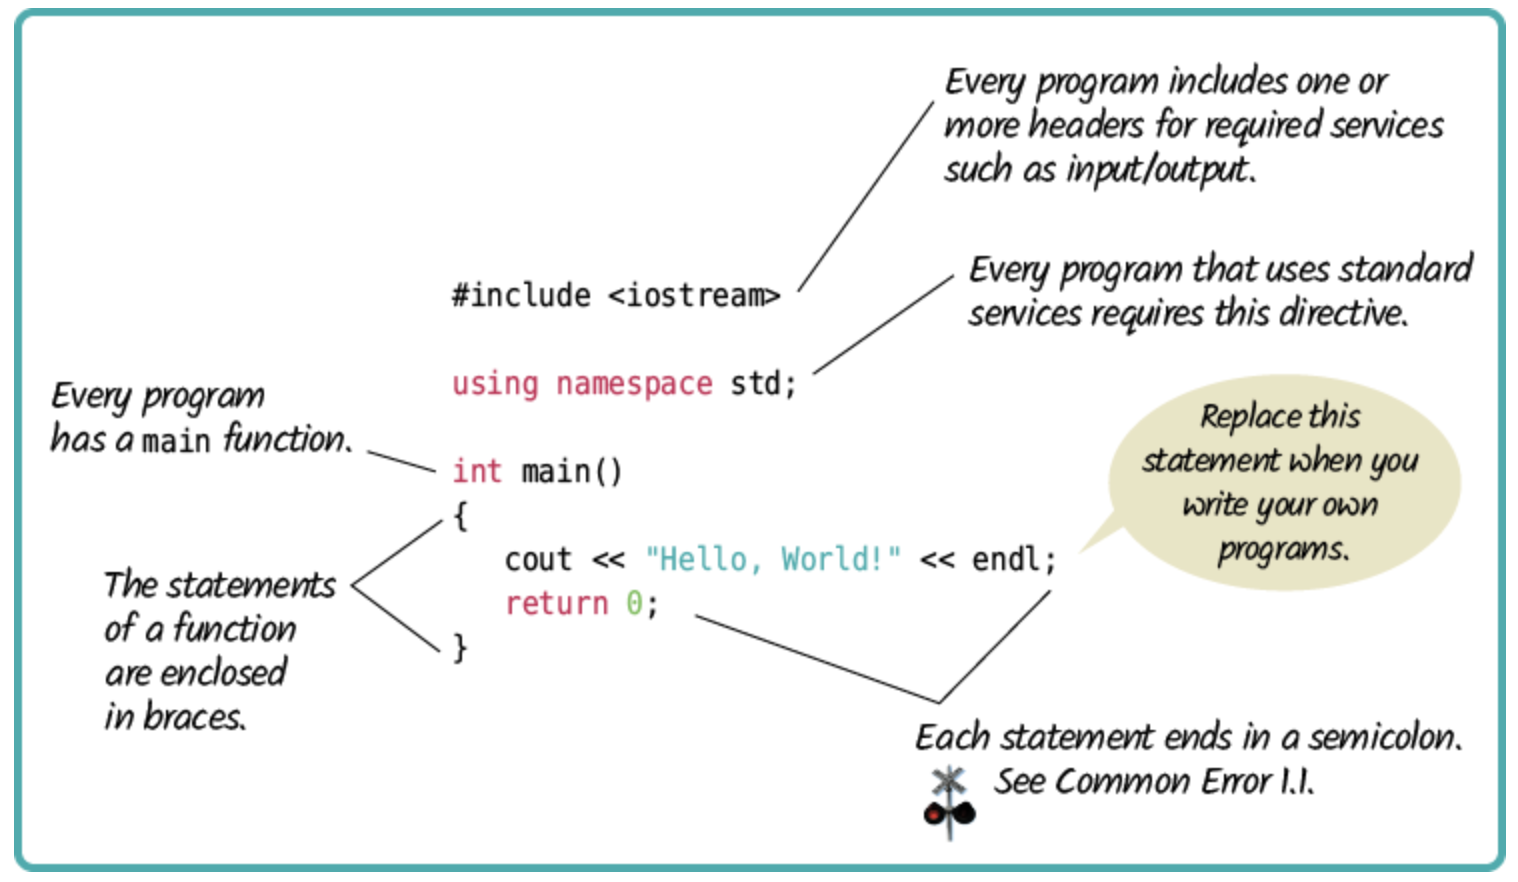 Every program includes one or
more headers for required services
such as input/output.
#include <iostream>
Every program that uses standard
services requires this directive.
using namespace std;
Every program
has a main function.
int main()
{
Replace this
statement when you
write your own
programs.
cout << "Hello, World!" << endl;
return 0;
}
The statements
of a function
are enclosed
in braces.
Each statement ends in a semicolon.
See Common Error 1.1.